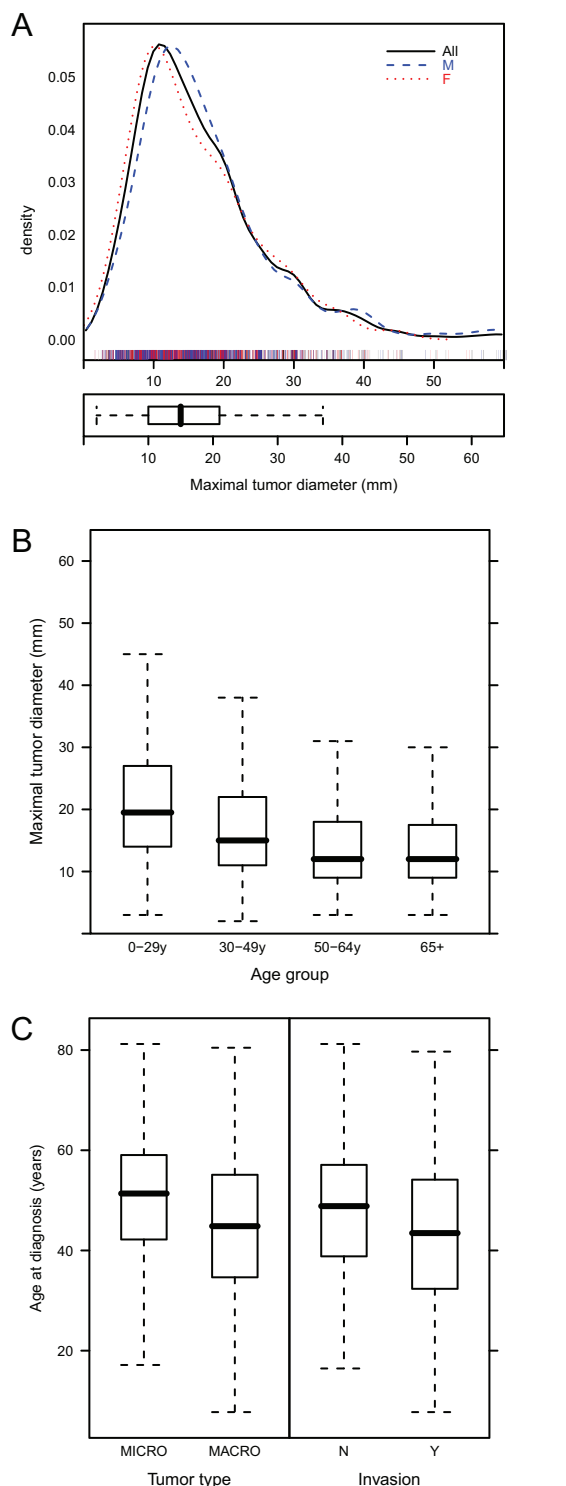 A
All
M
F
0.05
0.04
0.03
0.02
0.01
0.00
density
10 20 30 40 50
10 20 30 40 50 60
Maximal tumor diameter (mm)
B
60
50
40
30
20
10
Maximal tumor diameter (mm)
0−29y 30−49y 50−64y 65+
Age group
C
80
60
40
20
Age at diagnosis (years)
MICRO MACRO N Y
Tumor type Invasion